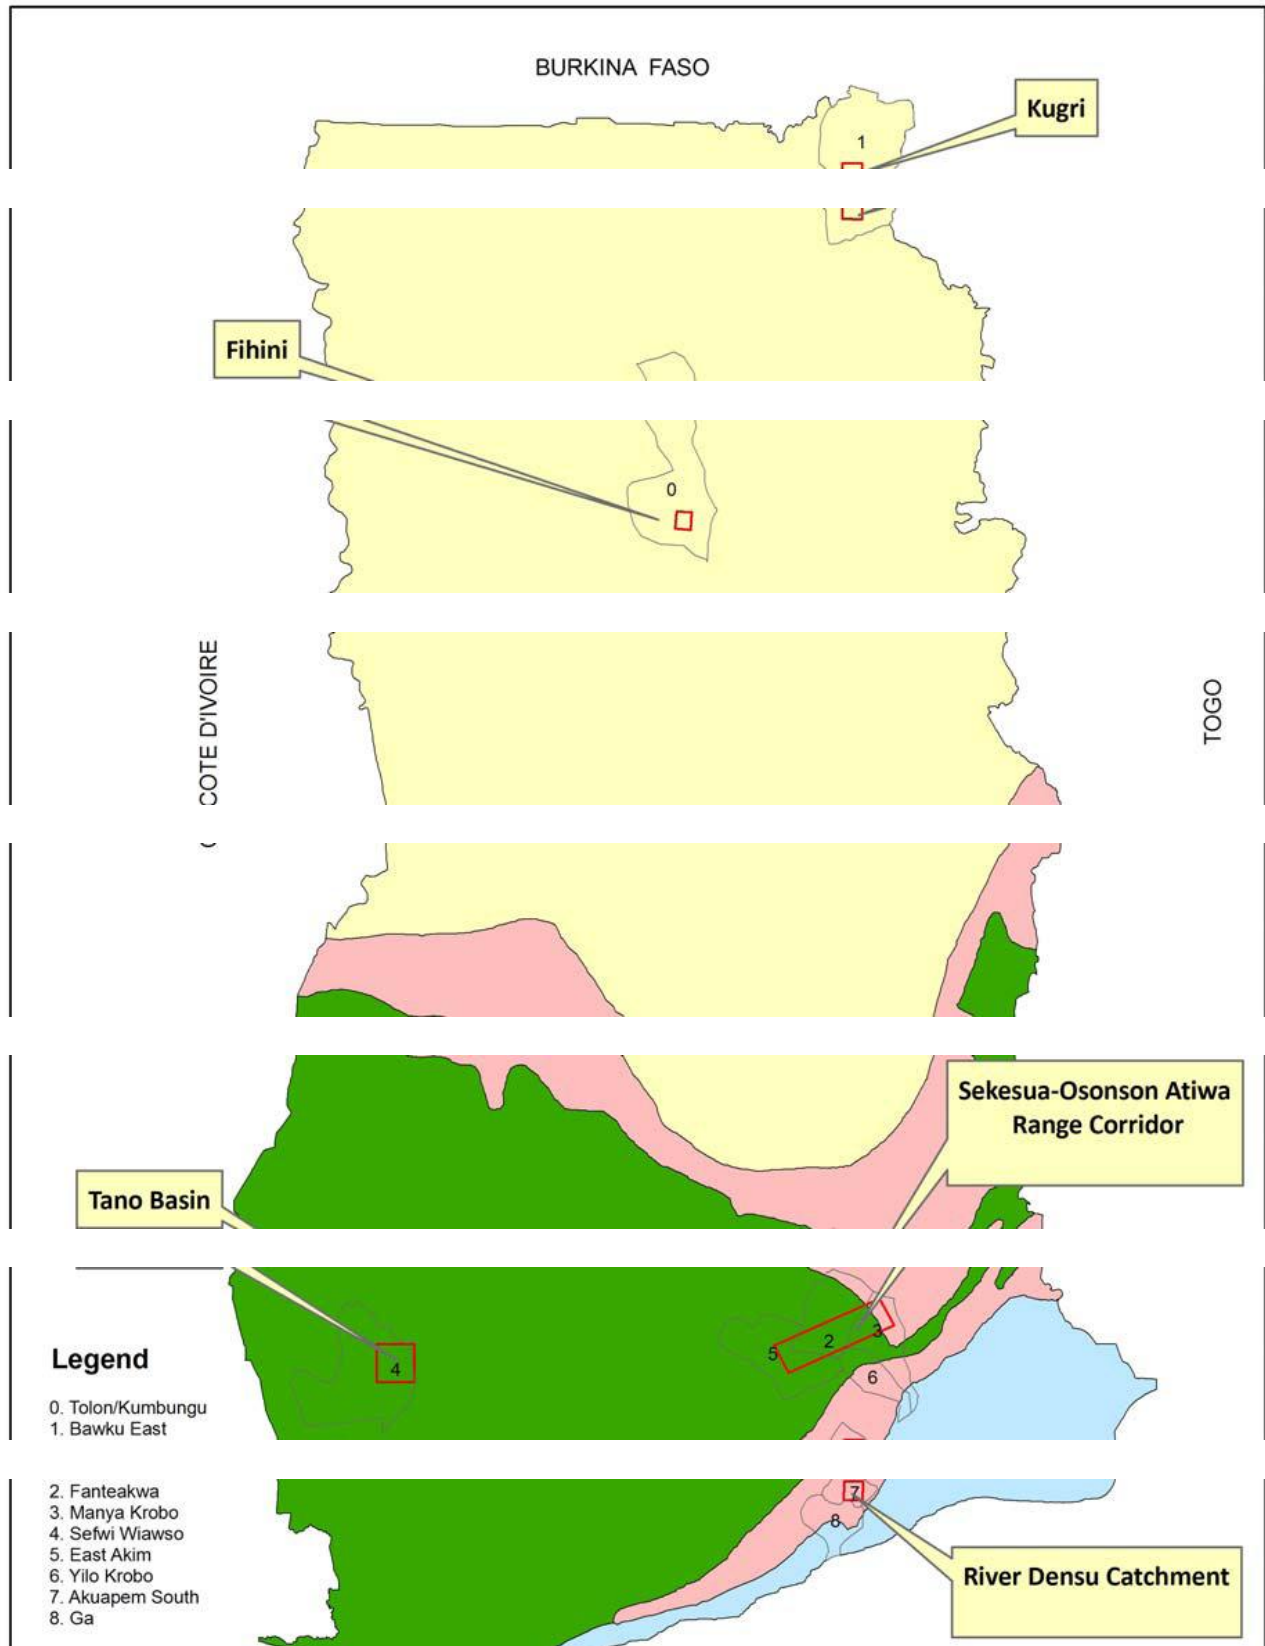 BURKINA FASO
Kugri
1
Fihini
0
COTE D'IVOIRE
TOGO
Sekesua-Osonson Atiwa
Range Corridor
Tano Basin
3
2
5
4
6
Legend
0. Tolon/Kumbungu
1. Bawku East
2. Fanteakwa
3. Manya Krobo
4. Sefwi Wiawso
5. East Akim
6. Yilo Krobo
7. Akuapem South
8. Ga
7
8
River Densu Catchment